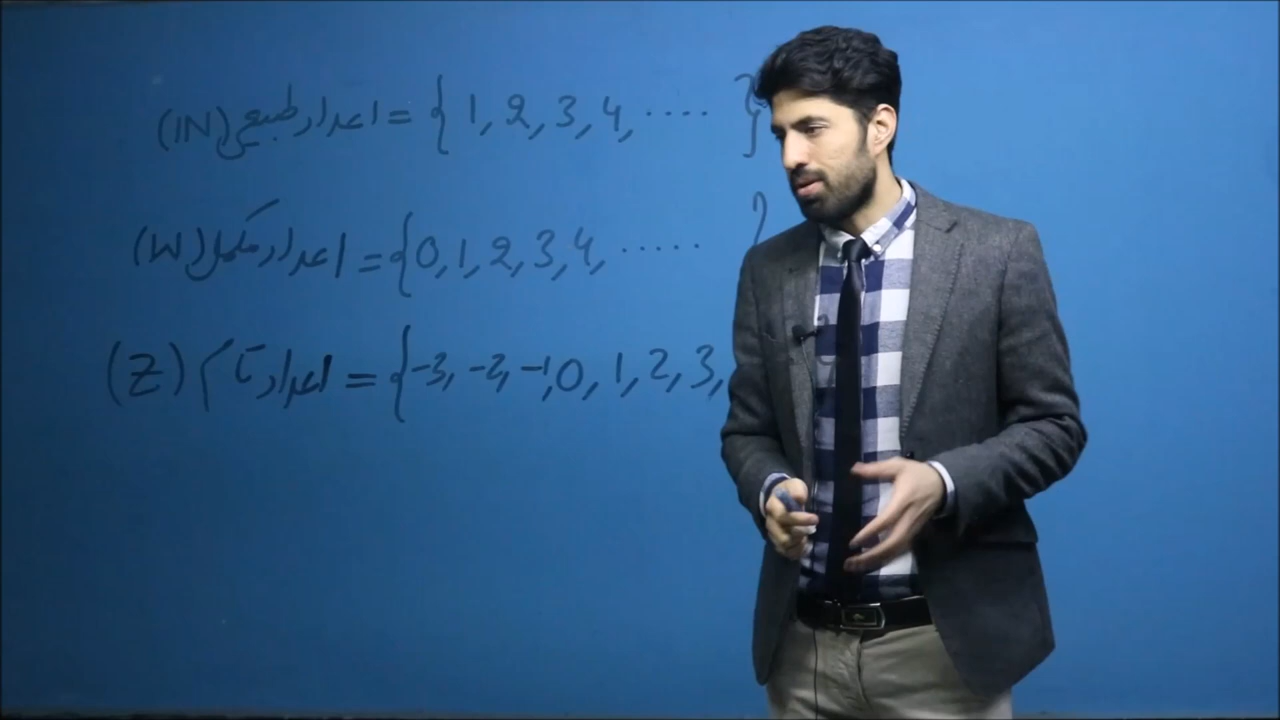 اعداد طبیعی (IN) = { 1, 2, 3, 4, .... }
اعداد مکمل (W) = {0, 1, 2, 3, 4, ..... }
اعداد تام (Z) = {-3, -2, -1, 0, 1, 2, 3,